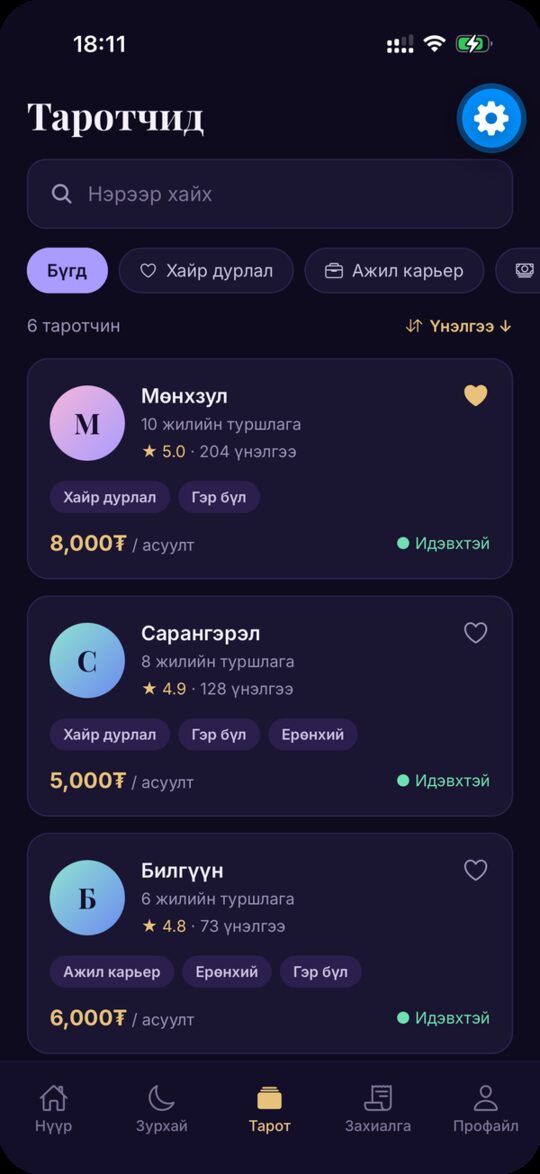 18:11
Таротчид
Нэрээр хайх
Бүгд
Хайр дурлал
Ажил карьер
6 таротчин
Үнэлгээ ↓
М
Мөнхзул
10 жилийн туршлага
★ 5.0 · 204 үнэлгээ
Хайр дурлал
Гэр бүл
8,000₮ / асуулт
Идэвхтэй
С
Сарангэрэл
8 жилийн туршлага
★ 4.9 · 128 үнэлгээ
Хайр дурлал
Гэр бүл
Ерөнхий
5,000₮ / асуулт
Идэвхтэй
Б
Билгүүн
6 жилийн туршлага
★ 4.8 · 73 үнэлгээ
Ажил карьер
Ерөнхий
Гэр бүл
6,000₮ / асуулт
Идэвхтэй
Нүүр
Зурхай
Тарот
Захиалга
Профайл